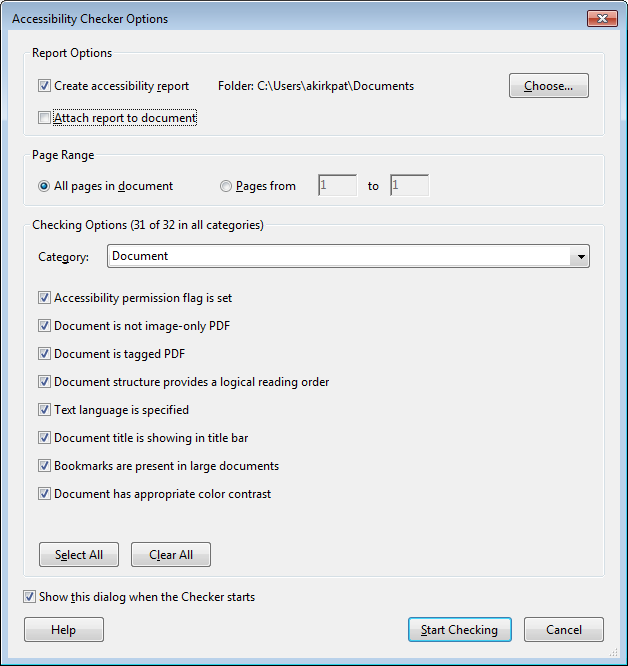 Accessibility Checker Options
Report Options
Create accessibility report Folder: C:\Users\akirkpat\Documents Choose...
Attach report to document
Page Range
All pages in document Pages from 1 to 1
Checking Options (31 of 32 in all categories)
Category: Document
Accessibility permission flag is set
Document is not image-only PDF
Document is tagged PDF
Document structure provides a logical reading order
Text language is specified
Document title is showing in title bar
Bookmarks are present in large documents
Document has appropriate color contrast
Select All Clear All
Show this dialog when the Checker starts
Help Start Checking Cancel